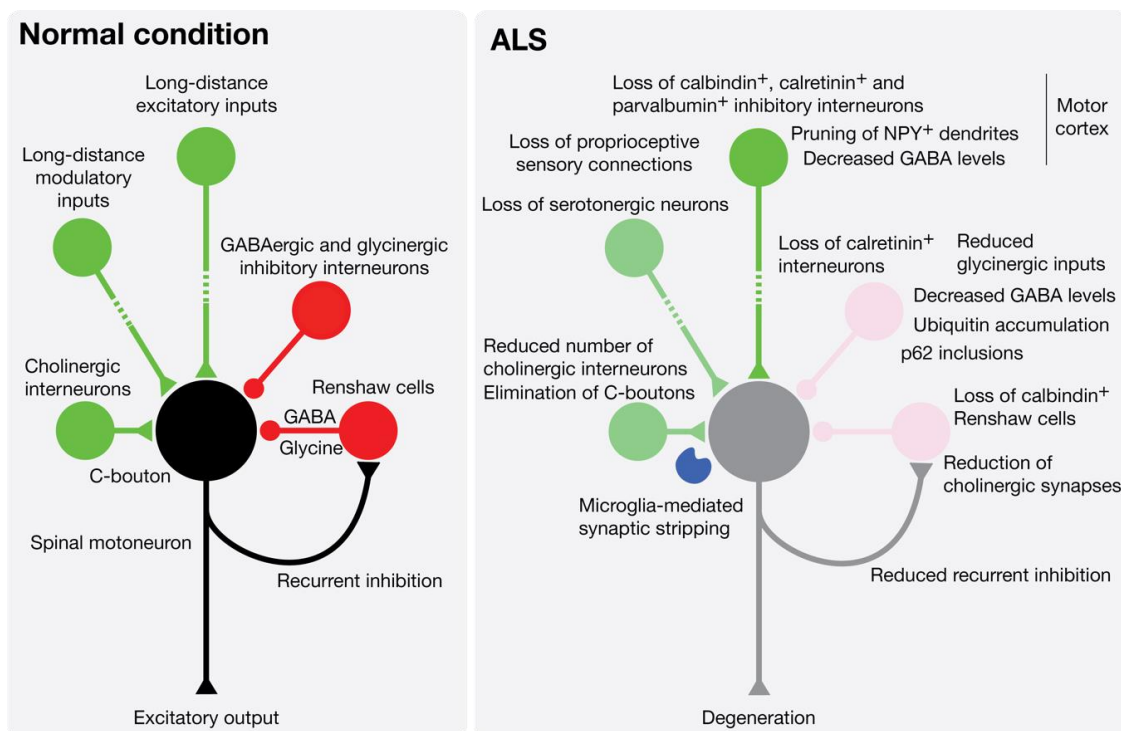 Normal condition
Long-distance
excitatory inputs
Long-distance
modulatory
inputs
GABAergic and glycinergic
inhibitory interneurons
Cholinergic
interneurons
Renshaw cells
GABA
Glycine
C-bouton
Spinal motoneuron
Recurrent inhibition
Excitatory output
ALS
Loss of calbindin⁺, calretinin⁺ and
parvalbumin⁺ inhibitory interneurons
Motor
cortex
Pruning of NPY⁺ dendrites
Decreased GABA levels
Loss of proprioceptive
sensory connections
Loss of serotonergic neurons
Loss of calretinin⁺
interneurons
Reduced
glycinergic inputs
Decreased GABA levels
Ubiquitin accumulation
p62 inclusions
Reduced number of
cholinergic interneurons
Elimination of C-boutons
Loss of calbindin⁺
Renshaw cells
Reduction of
cholinergic synapses
Microglia-mediated
synaptic stripping
Reduced recurrent inhibition
Degeneration